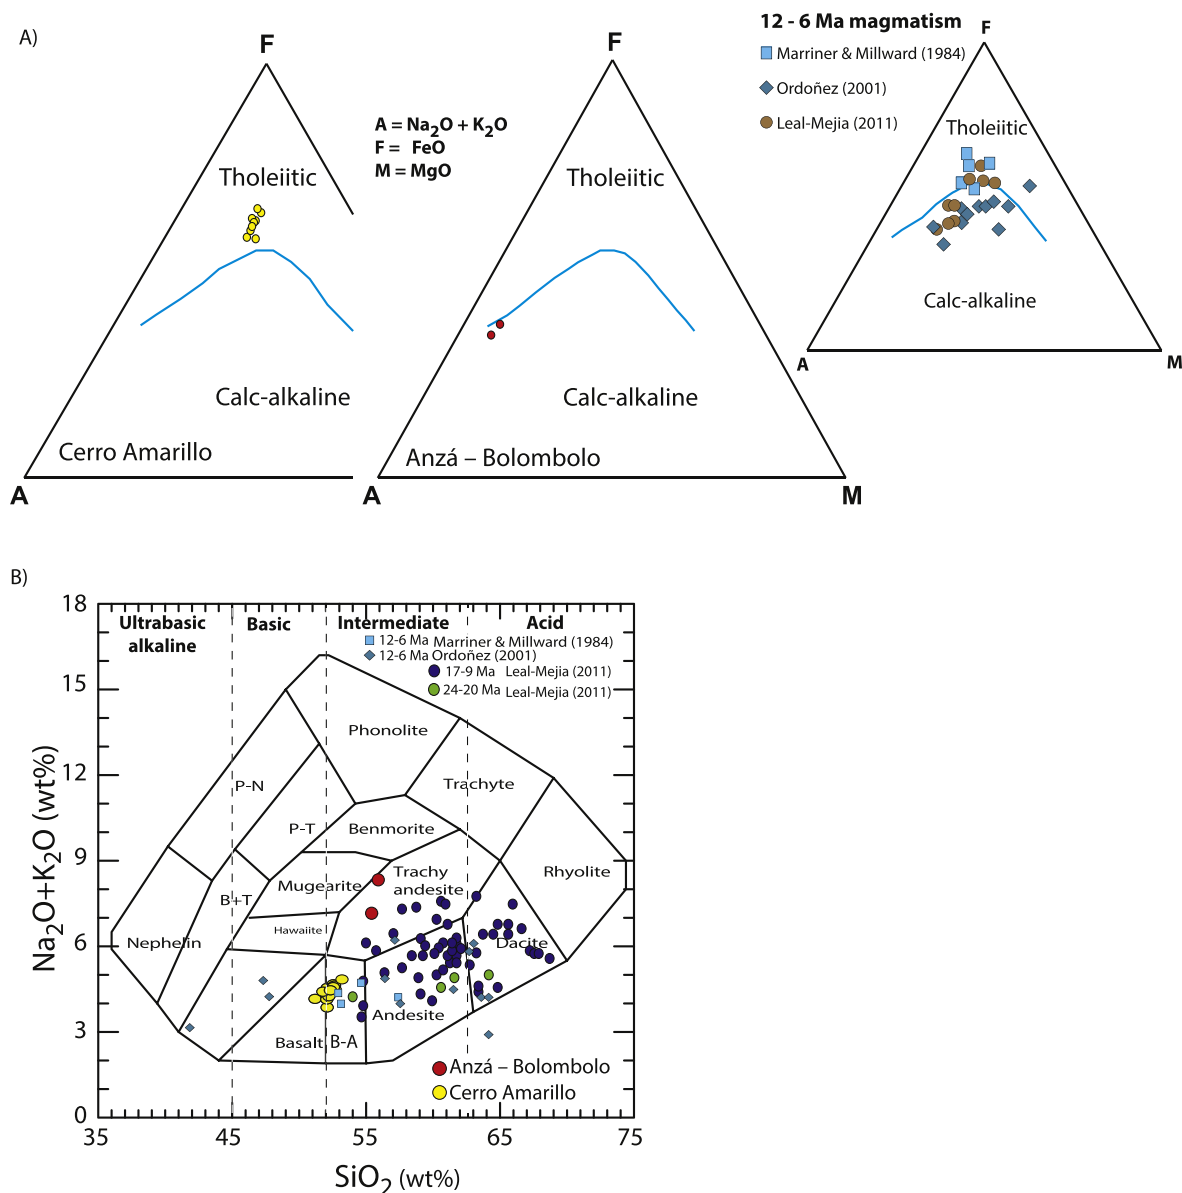 A)
F
Tholeiitic
Calc-alkaline
Cerro Amarillo
A
A = Na2O + K2O
F = FeO
M = MgO
F
Tholeiitic
Calc-alkaline
Anzá – Bolombolo
A
M
12 - 6 Ma magmatism
Marriner & Millward (1984)
Ordoñez (2001)
Leal-Mejia (2011)
F
Tholeiitic
Calc-alkaline
A
M
B)
18
15
12
9
6
3
0
35
45
55
65
75
Na2O+K2O (wt%)
SiO2 (wt%)
Ultrabasic
alkaline
Basic
Intermediate
Acid
12-6 Ma Marriner & Millward (1984)
12-6 Ma Ordoñez (2001)
17-9 Ma Leal-Mejia (2011)
24-20 Ma Leal-Mejia (2011)
Phonolite
Trachyte
P-N
P-T
Benmorite
Rhyolite
Mugearite
Trachy
andesite
B+T
Hawaiite
Nephelin
Dacite
Andesite
Basalt
B-A
Anzá – Bolombolo
Cerro Amarillo